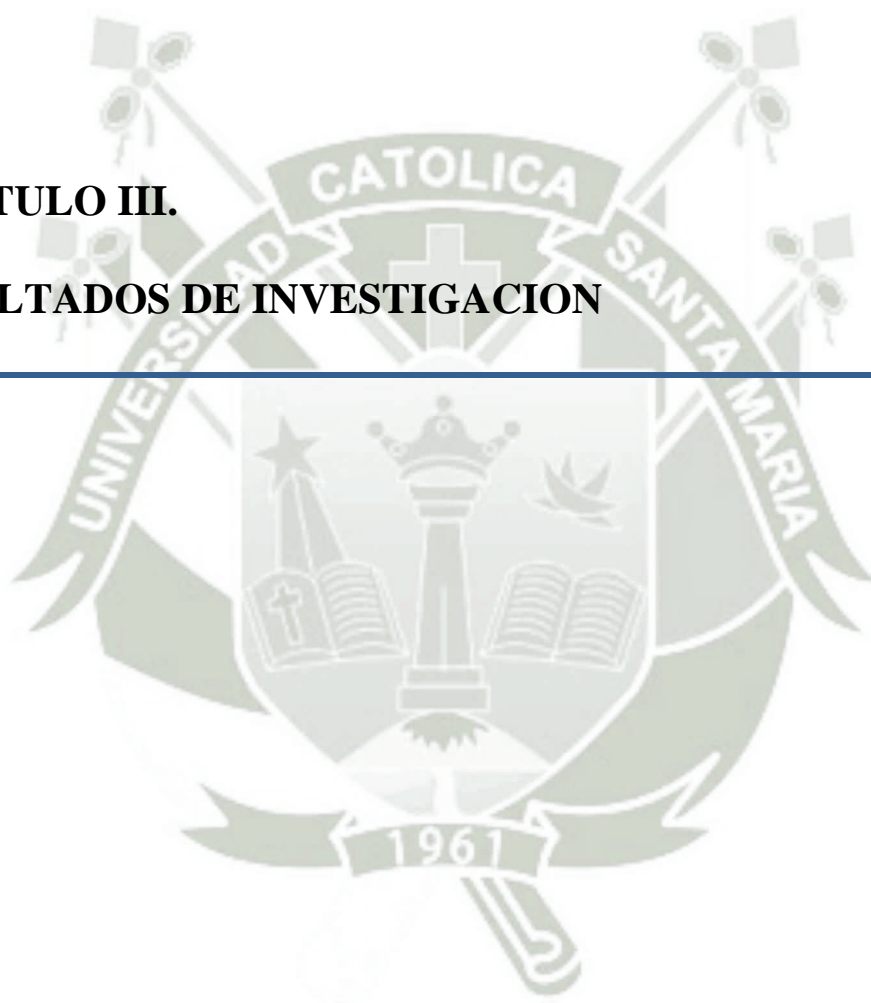 TULO III.
LTADOS DE INVESTIGACION
UNIVERSIDAD CATOLICA SANTA MARIA
1961